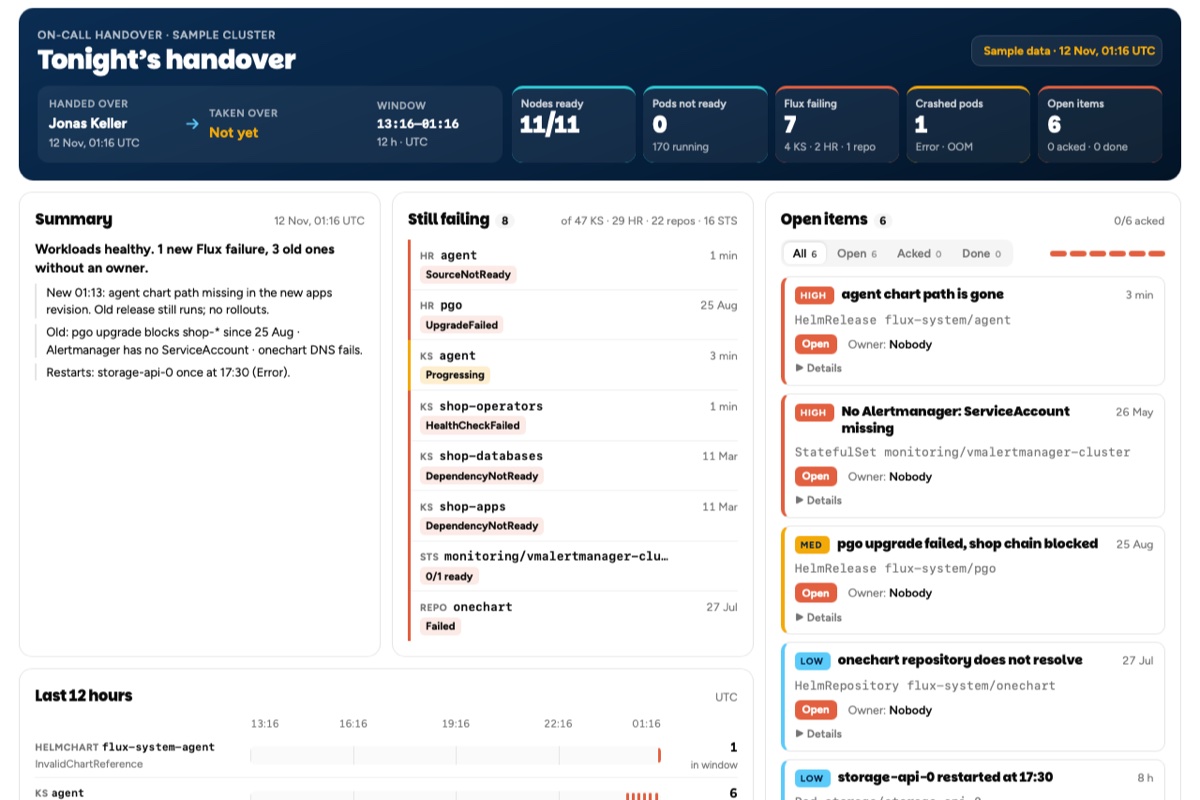 ON-CALL HANDOVER · SAMPLE CLUSTER
Tonight's handover
Sample data · 12 Nov, 01:16 UTC
HANDED OVER
Jonas Keller
12 Nov, 01:16 UTC
→
TAKEN OVER
Not yet
WINDOW
13:16–01:16
12 h · UTC
Nodes ready
11/11
Pods not ready
0
170 running
Flux failing
7
4 KS · 2 HR · 1 repo
Crashed pods
1
Error · OOM
Open items
6
0 acked · 0 done
Summary
12 Nov, 01:16 UTC
Workloads healthy. 1 new Flux failure, 3 old ones
without an owner.
New 01:13: agent chart path missing in the new apps
revision. Old release still runs; no rollouts.
Old: pgo upgrade blocks shop-* since 25 Aug ·
Alertmanager has no ServiceAccount · onechart DNS fails.
Restarts: storage-api-0 once at 17:30 (Error).
Still failing 8
of 47 KS · 29 HR · 22 repos · 16 STS
HR agent 1 min
SourceNotReady
HR pgo 25 Aug
UpgradeFailed
KS agent 3 min
Progressing
KS shop-operators 1 min
HealthCheckFailed
KS shop-databases 11 Mar
DependencyNotReady
KS shop-apps 11 Mar
DependencyNotReady
STS monitoring/vmalertmanager-clu…
0/1 ready
REPO onechart 27 Jul
Failed
Last 12 hours
UTC
13:16 16:16 19:16 22:16 01:16
HELMCHART flux-system-agent 1
InvalidChartReference in window
KS agent 6
Open items 6
0/6 acked
All 6 Open 6 Acked 0 Done 0
HIGH agent chart path is gone 3 min
HelmRelease flux-system/agent
Open Owner: Nobody
▶ Details
HIGH No Alertmanager: ServiceAccount 26 May
missing
StatefulSet monitoring/vmalertmanager-cluster
Open Owner: Nobody
▶ Details
MED pgo upgrade failed, shop chain blocked 25 Aug
HelmRelease flux-system/pgo
Open Owner: Nobody
▶ Details
LOW onechart repository does not resolve 27 Jul
HelmRepository flux-system/onechart
Open Owner: Nobody
▶ Details
LOW storage-api-0 restarted at 17:30 8 h